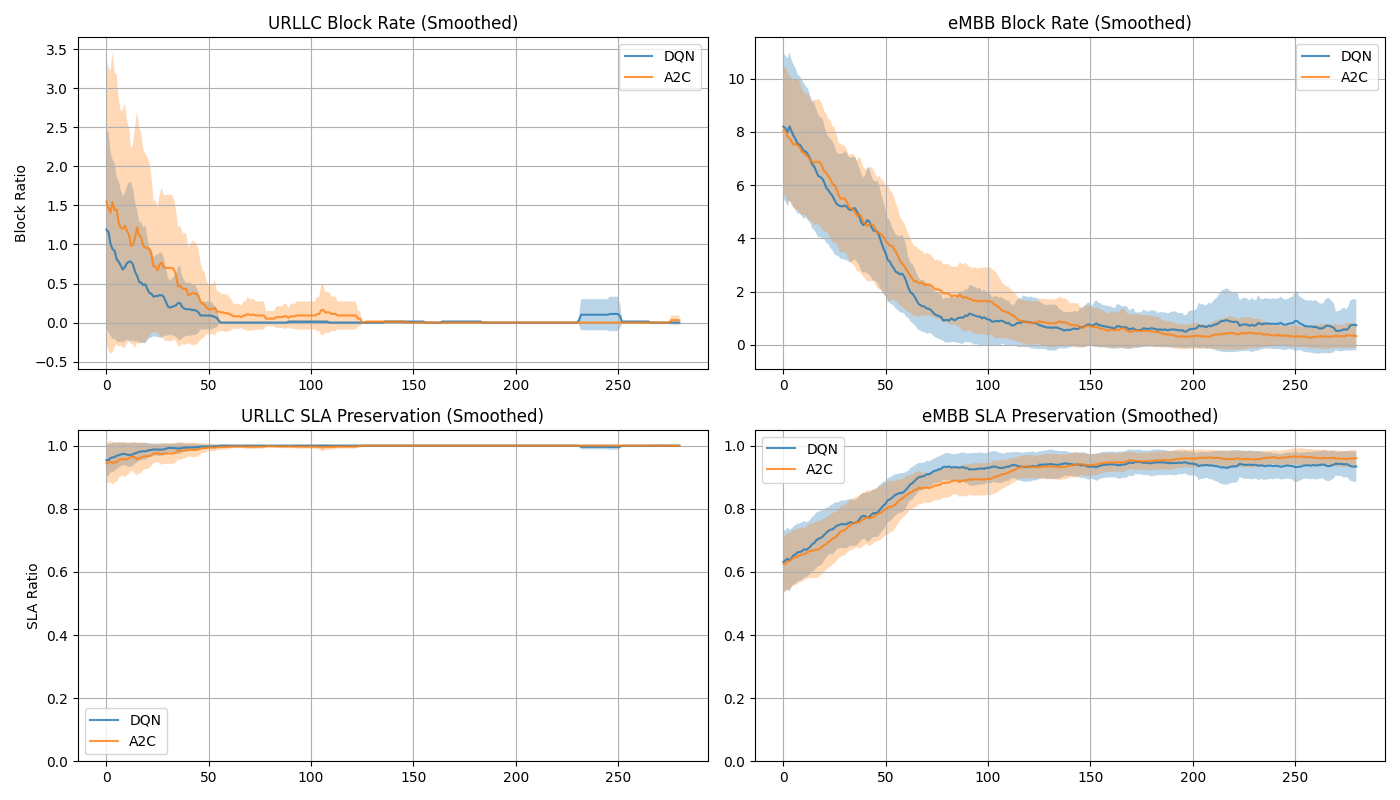 URLLC Block Rate (Smoothed)
eMBB Block Rate (Smoothed)
Block Ratio
3.5
3.0
2.5
2.0
1.5
1.0
0.5
0.0
−0.5
0 50 100 150 200 250
DQN
A2C
10
8
6
4
2
0
0 50 100 150 200 250
DQN
A2C
URLLC SLA Preservation (Smoothed)
eMBB SLA Preservation (Smoothed)
SLA Ratio
1.0
0.8
0.6
0.4
0.2
0.0
0 50 100 150 200 250
DQN
A2C
1.0
0.8
0.6
0.4
0.2
0.0
0 50 100 150 200 250
DQN
A2C